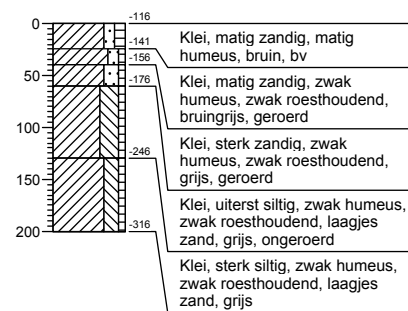 0
50
100
150
200
-116
-141
-156
-176
-246
-316
Klei, matig zandig, matig
humeus, bruin, bv
Klei, matig zandig, zwak
humeus, zwak roesthoudend,
bruingrijs, geroerd
Klei, sterk zandig, zwak
humeus, zwak roesthoudend,
grijs, geroerd
Klei, uiterst siltig, zwak humeus,
zwak roesthoudend, laagjes
zand, grijs, ongeroerd
Klei, sterk siltig, zwak humeus,
zwak roesthoudend, laagjes
zand, grijs